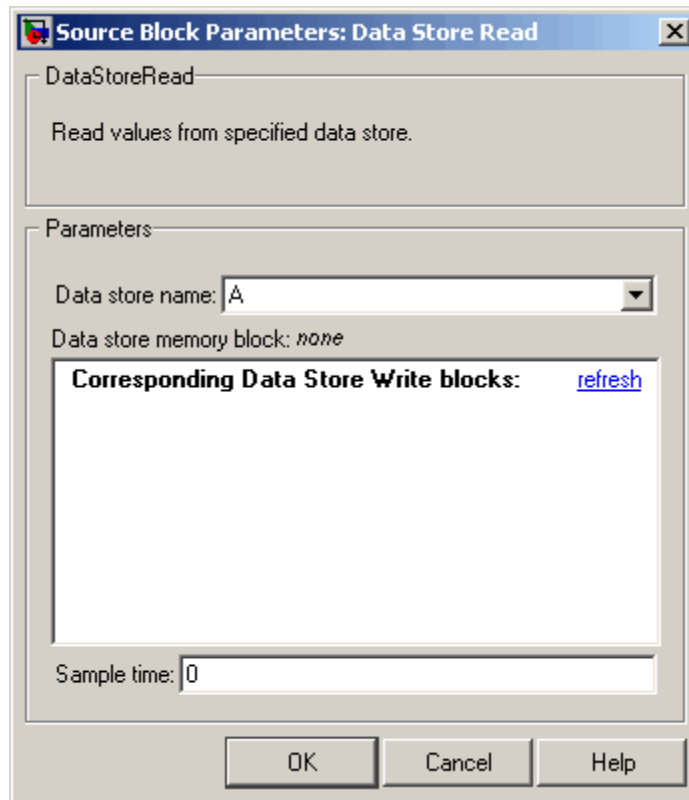 Source Block Parameters: Data Store Read
DataStoreRead
Read values from specified data store.
Parameters
Data store name: A
Data store memory block: none
Corresponding Data Store Write blocks: refresh
Sample time: 0
OK Cancel Help